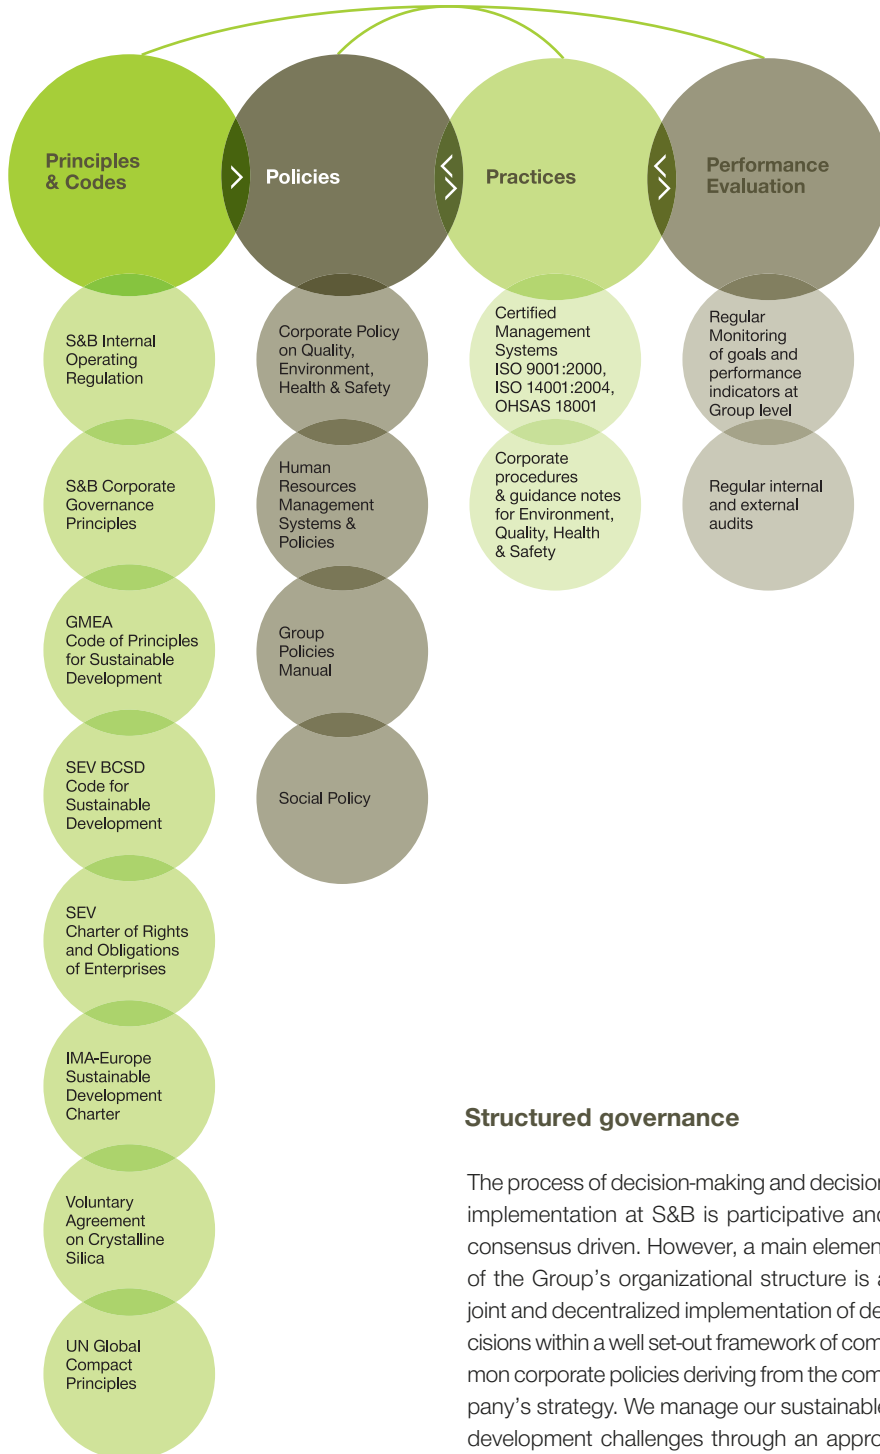 Principles
& Codes
Policies
Practices
Performance
Evaluation
S&B Internal
Operating
Regulation
S&B Corporate
Governance
Principles
GMEA
Code of Principles
for Sustainable
Development
SEV BCSD
Code for
Sustainable
Development
SEV
Charter of Rights
and Obligations
of Enterprises
IMA-Europe
Sustainable
Development
Charter
Voluntary
Agreement
on Crystalline
Silica
UN Global
Compact
Principles
Corporate Policy
on Quality,
Environment,
Health & Safety
Human
Resources
Management
Systems &
Policies
Group
Policies
Manual
Social Policy
Certified
Management
Systems
ISO 9001:2000,
ISO 14001:2004,
OHSAS 18001
Corporate
procedures
& guidance notes
for Environment,
Quality, Health
& Safety
Regular
Monitoring
of goals and
performance
indicators at
Group level
Regular internal
and external
audits
Structured governance
The process of decision-making and decision
implementation at S&B is participative and
consensus driven. However, a main element
of the Group's organizational structure is a
joint and decentralized implementation of de
cisions within a well set-out framework of com
mon corporate policies deriving from the com
pany's strategy. We manage our sustainable
development challenges through an appro